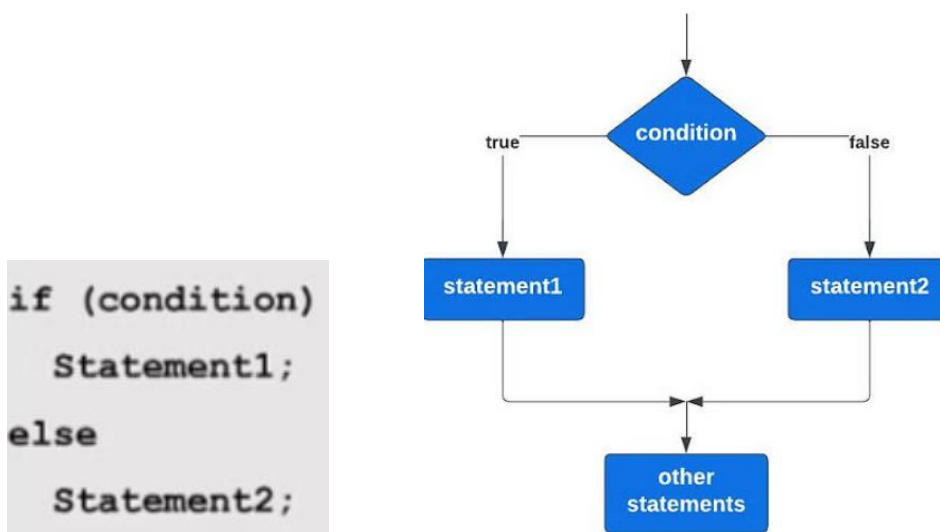 if (condition)
Statement1;
else
Statement2;
condition
true
false
statement1
statement2
other
statements